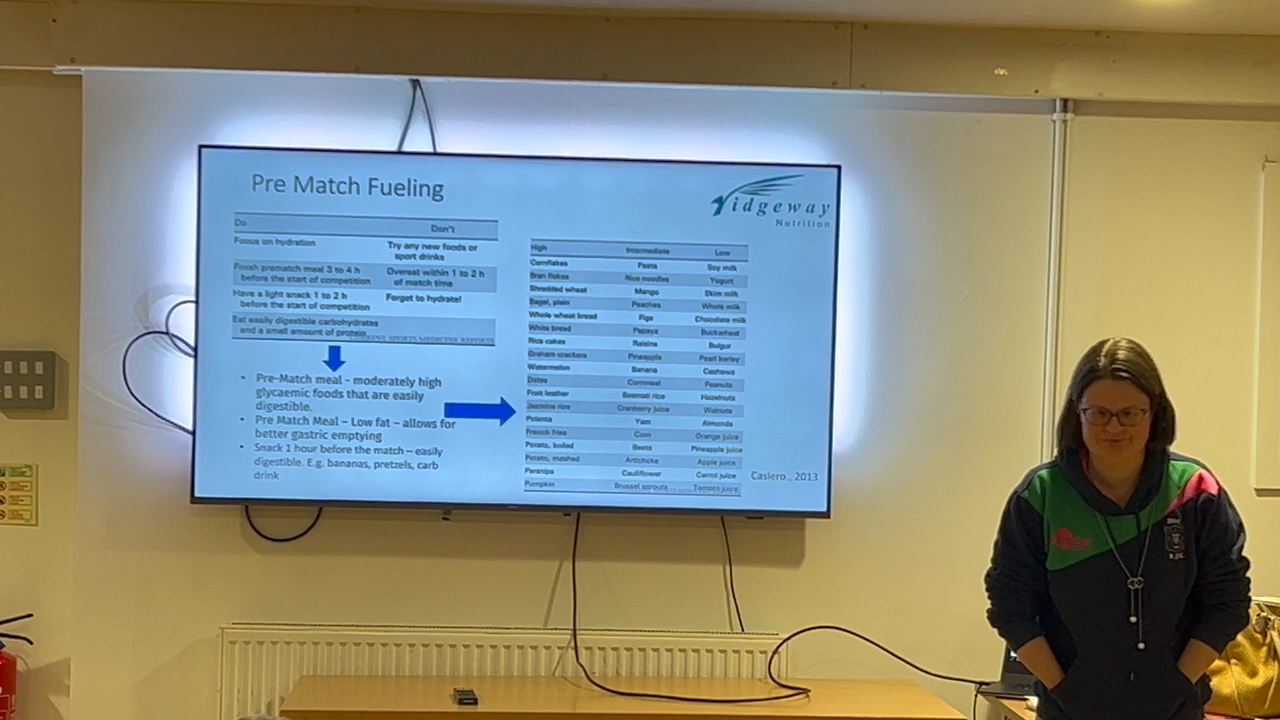 Pre Match Fueling
Ridgeway
Nutrition
Do Don't
Focus on hydration Try any new foods or
sport drinks
Finish prematch meal 3 to 4 h Overeat within 1 to 2 h
before the start of competition of match time
Have a light snack 1 to 2 h Forget to hydrate!
before the start of competition
Eat easily digestible carbohydrates
and a small amount of protein
CURRENT SPORTS MEDICINE REPORTS
• Pre-Match meal - moderately high
glycaemic foods that are easily
digestible.
• Pre Match Meal – Low fat – allows for
better gastric emptying
• Snack 1 hour before the match – easily
digestible. E.g. bananas, pretzels, carb
drink
High Intermediate Low
Cornflakes Pasta Soy milk
Bran flakes Rice noodles Yogurt
Shredded wheat Mango Skim milk
Bagel, plain Peaches Whole milk
Whole wheat bread Figs Chocolate milk
White bread Papaya Buckwheat
Rice cakes Raisins Bulgur
Graham crackers Pineapple Pearl barley
Watermelon Banana Cashews
Dates Cornmeal Peanuts
Fruit leather Basmati rice Hazelnuts
Jasmine rice Cranberry juice Walnuts
Polenta Yam Almonds
French fries Corn Orange juice
Potato, boiled Beets Pineapple juice
Potato, mashed Artichoke Apple juice
Parsnips Cauliflower Carrot juice
Pumpkin Brussel sprouts Tomato juice
Casiero., 2013